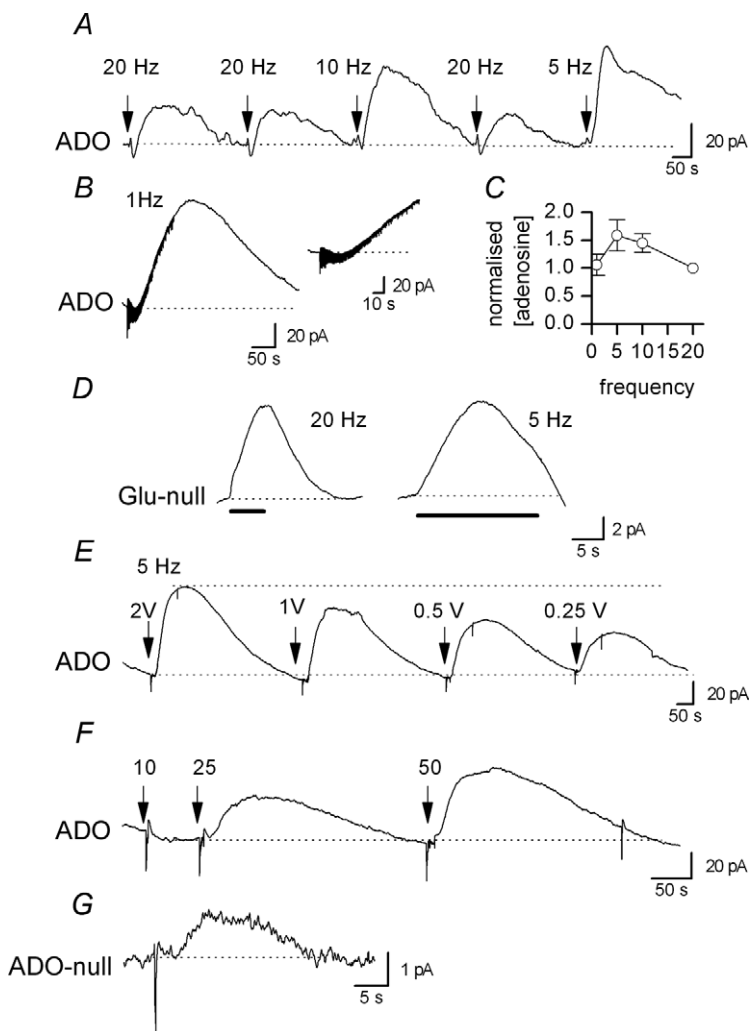 A
20 Hz 20 Hz 10 Hz 20 Hz 5 Hz
ADO
20 pA
50 s
B
1Hz
ADO
20 pA
50 s
20 pA
10 s
C
normalised
[adenosine]
2.0
1.5
1.0
0.5
0.0
0 5 10 15 20
frequency
D
20 Hz 5 Hz
Glu-null
2 pA
5 s
E
5 Hz
2V 1V 0.5 V 0.25 V
ADO
20 pA
50 s
F
10 25 50
ADO
20 pA
50 s
G
ADO-null
1 pA
5 s